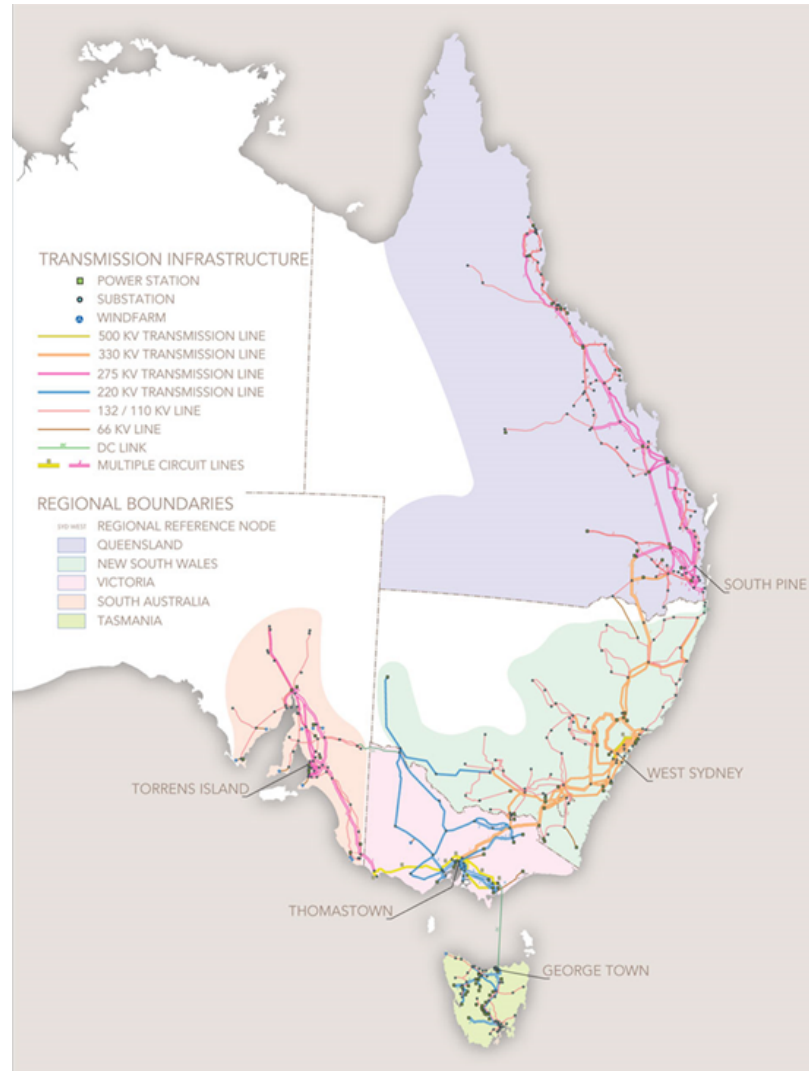 TRANSMISSION INFRASTRUCTURE
POWER STATION
SUBSTATION
WINDFARM
500 KV TRANSMISSION LINE
330 KV TRANSMISSION LINE
275 KV TRANSMISSION LINE
220 KV TRANSMISSION LINE
132 / 110 KV LINE
66 KV LINE
DC LINK
MULTIPLE CIRCUIT LINES
REGIONAL BOUNDARIES
REGIONAL REFERENCE NODE
QUEENSLAND
NEW SOUTH WALES
VICTORIA
SOUTH AUSTRALIA
TASMANIA
SOUTH PINE
WEST SYDNEY
TORRENS ISLAND
THOMASTOWN
GEORGE TOWN